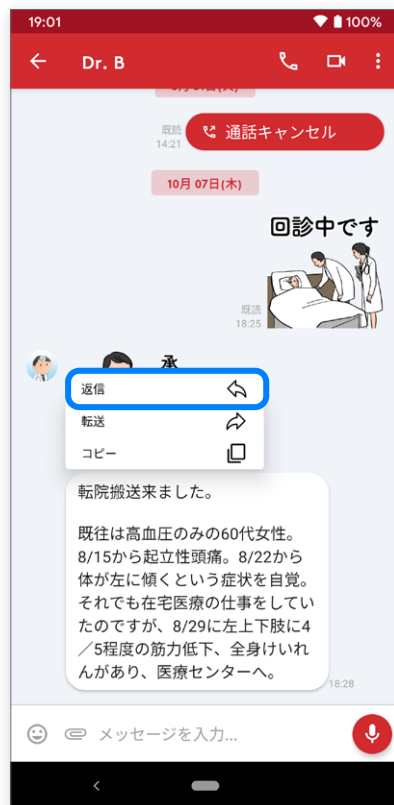 19:01
100%
Dr. B
既読
14:21
通話キャンセル
10月 07日(木)
回診中です
既読
18:25
承
返信
転送
コピー
転院搬送来ました。
既往は高血圧のみの60代女性。
8/15から起立性頭痛。8/22から
体が左に傾くという症状を自覚。
それでも在宅医療の仕事をしてい
たのですが、8/29に左上下肢に4
／5程度の筋力低下、全身けいれ
んがあり、医療センターへ。
18:28
メッセージを入力...